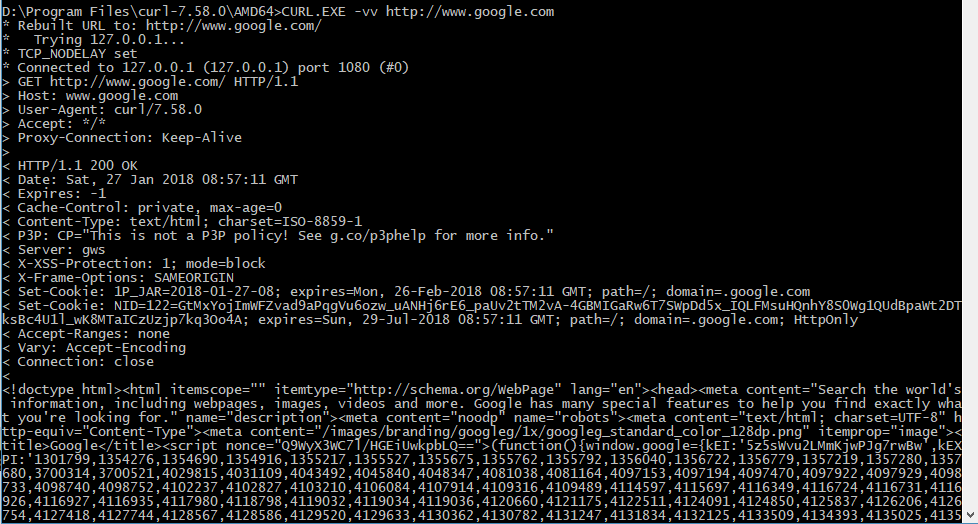 D:\Program Files\curl-7.58.0\AMD64>CURL.EXE -vv http://www.google.com
* Rebuilt URL to: http://www.google.com/
*   Trying 127.0.0.1...
* TCP_NODELAY set
* Connected to 127.0.0.1 (127.0.0.1) port 1080 (#0)
> GET http://www.google.com/ HTTP/1.1
> Host: www.google.com
> User-Agent: curl/7.58.0
> Accept: */*
> Proxy-Connection: Keep-Alive
>
< HTTP/1.1 200 OK
< Date: Sat, 27 Jan 2018 08:57:11 GMT
< Expires: -1
< Cache-Control: private, max-age=0
< Content-Type: text/html; charset=ISO-8859-1
< P3P: CP="This is not a P3P policy! See g.co/p3phelp for more info."
< Server: gws
< X-XSS-Protection: 1; mode=block
< X-Frame-Options: SAMEORIGIN
< Set-Cookie: 1P_JAR=2018-01-27-08; expires=Mon, 26-Feb-2018 08:57:11 GMT; path=/; domain=.google.com
< Set-Cookie: NID=122=GtMxYojImWFZvad9aPqgVu6ozw_uANHj6rE6_paUv2tTM2vA-4GBMIGaRw6T7SWpDd5x_IQLFMsuHQnhY8SOWg1QUdBpaWt2DT
ksBc4U1l_wK8MTaICzUzjp7kq3Oo4A; expires=Sun, 29-Jul-2018 08:57:11 GMT; path=/; domain=.google.com; HttpOnly
< Accept-Ranges: none
< Vary: Accept-Encoding
< Connection: close
<
<!doctype html><html itemscope="" itemtype="http://schema.org/WebPage" lang="en"><head><meta content="Search the world's
 information, including webpages, images, videos and more. Google has many special features to help you find exactly wha
t you're looking for." name="description"><meta content="noodp" name="robots"><meta content="text/html; charset=UTF-8" h
ttp-equiv="Content-Type"><meta content="/images/branding/googleg/1x/googleg_standard_color_128dp.png" itemprop="image"><
title>Google</title><script nonce="Q9WyX3WC7l/HGEiUwkpbLQ==">(function(){window.google={kEI:'5z5sWvu2LMmKjwPJg7rwBw',kEX
PI:'1301799,1354276,1354690,1354916,1355217,1355527,1355675,1355762,1355792,1356040,1356722,1356779,1357219,1357280,1357
680,3700314,3700521,4029815,4031109,4043492,4045840,4048347,4081038,4081164,4097153,4097194,4097470,4097922,4097929,4098
733,4098740,4098752,4102237,4102827,4103210,4106084,4107914,4109316,4109489,4114597,4115697,4116349,4116724,4116731,4116
926,4116927,4116935,4117980,4118798,4119032,4119034,4119036,4120660,4121175,4122511,4124091,4124850,4125837,4126206,4126
754,4127418,4127744,4128567,4128586,4129520,4129633,4130362,4130782,4131247,4131834,4132125,4133509,4134393,4135025,4135